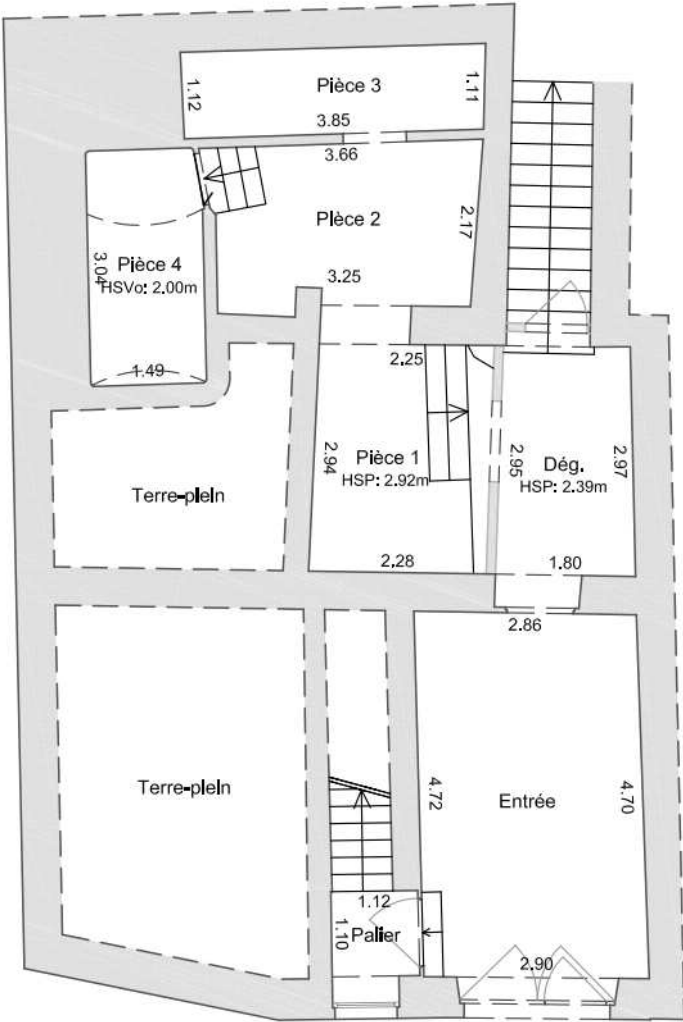 Pièce 3
1.12
1.11
3.85
3.66
Pièce 2
2.17
3.25
3.04
Pièce 4
HSVo: 2.00m
1.49
2.25
2.94
Pièce 1
HSP: 2.92m
2.95
Dég.
HSP: 2.39m
2.97
2.28
1.80
Terre-plein
2.86
Terre-plein
4.72
Entrée
4.70
1.12
1.10
Palier
2.90